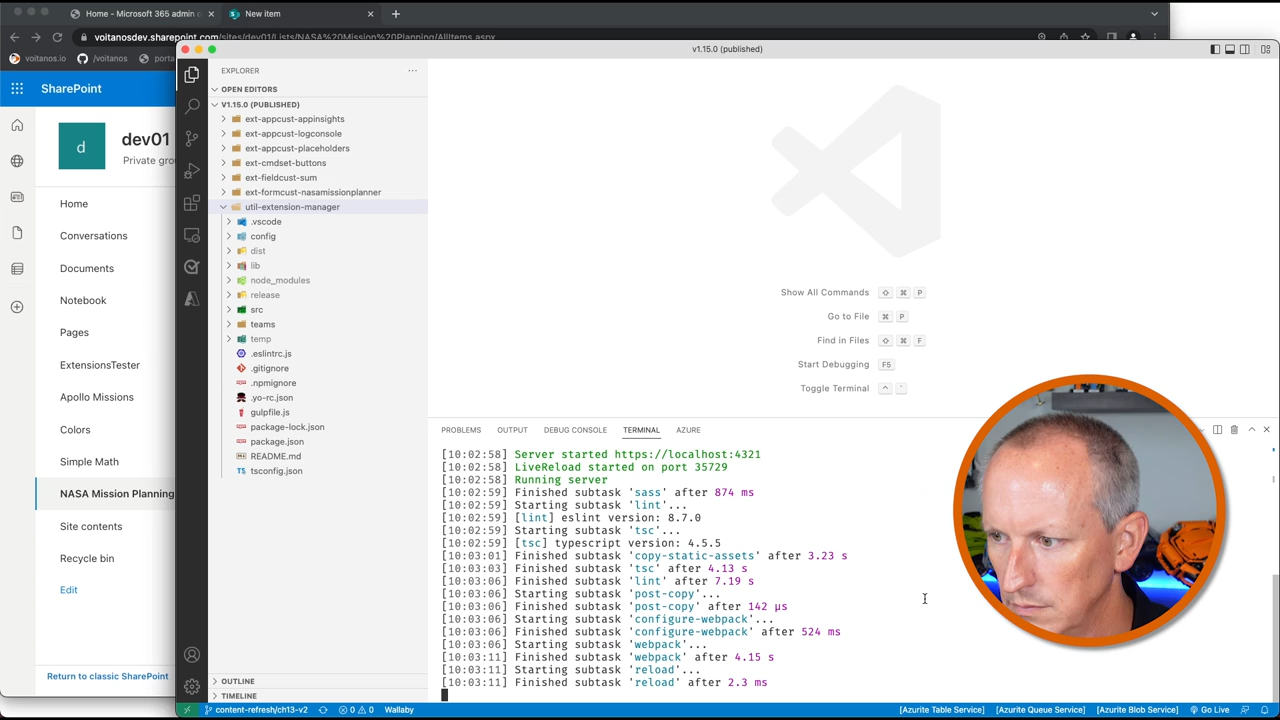 Home - Microsoft 365 admin c
New item
voitanosdev.sharepoint.com/sites/dev01/Lists/NASA%20Mission%20Planning/AllItems.aspx
voitanos.io
/voitanos
porta
v1.15.0 (published)
SharePoint
d
dev01
Private gro
Home
Conversations
Documents
Notebook
Pages
ExtensionsTester
Apollo Missions
Colors
Simple Math
NASA Mission Planning
Site contents
Recycle bin
Edit
Return to classic SharePoint
EXPLORER
OPEN EDITORS
V1.15.0 (PUBLISHED)
ext-appcust-appinsights
ext-appcust-logconsole
ext-appcust-placeholders
ext-cmdset-buttons
ext-fieldcust-sum
ext-formcust-nasamissionplanner
util-extension-manager
.vscode
config
dist
lib
node_modules
release
src
teams
temp
.eslintrc.js
.gitignore
.npmignore
.yo-rc.json
gulpfile.js
package-lock.json
package.json
README.md
TS tsconfig.json
OUTLINE
TIMELINE
Show All Commands ⇧ ⌘ P
Go to File ⌘ P
Find in Files ⇧ ⌘ F
Start Debugging F5
Toggle Terminal ^ `
PROBLEMS OUTPUT DEBUG CONSOLE TERMINAL AZURE
[10:02:58] Server started https://localhost:4321
[10:02:58] LiveReload started on port 35729
[10:02:58] Running server
[10:02:59] Finished subtask 'sass' after 874 ms
[10:02:59] Starting subtask 'lint'...
[10:02:59] [lint] eslint version: 8.7.0
[10:02:59] Starting subtask 'tsc'...
[10:02:59] [tsc] typescript version: 4.5.5
[10:03:01] Finished subtask 'copy-static-assets' after 3.23 s
[10:03:03] Finished subtask 'tsc' after 4.13 s
[10:03:06] Finished subtask 'lint' after 7.19 s
[10:03:06] Starting subtask 'post-copy'...
[10:03:06] Finished subtask 'post-copy' after 142 μs
[10:03:06] Starting subtask 'configure-webpack'...
[10:03:06] Finished subtask 'configure-webpack' after 524 ms
[10:03:06] Starting subtask 'webpack'...
[10:03:11] Finished subtask 'webpack' after 4.15 s
[10:03:11] Starting subtask 'reload'...
[10:03:11] Finished subtask 'reload' after 2.3 ms
content-refresh/ch13-v2 0 0 Wallaby [Azurite Table Service] [Azurite Queue Service] [Azurite Blob Service] Go Live